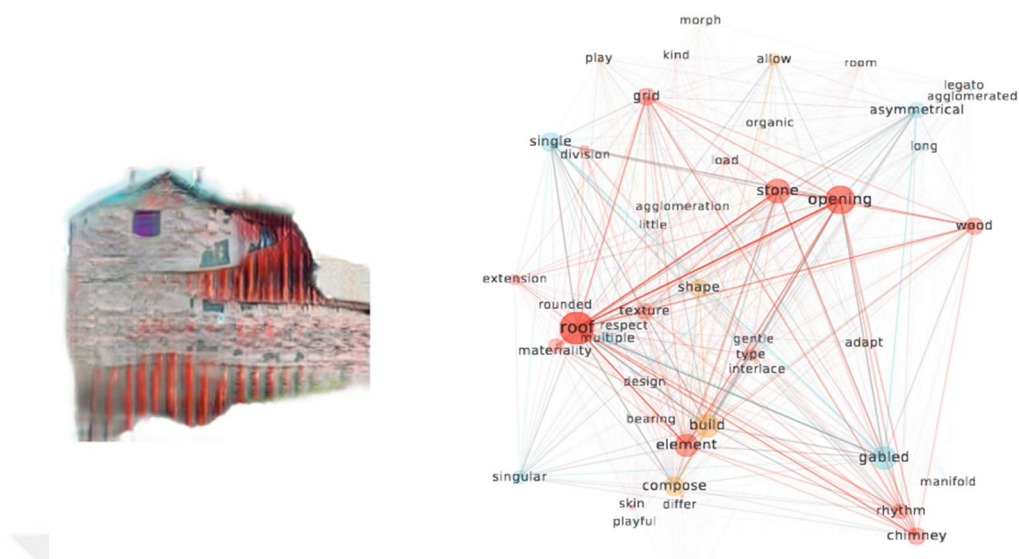 morph
play
kind
allow
room
grid
legato
agglomerated
asymmetrical
organic
single
division
long
load
stone
opening
agglomeration
little
wood
extension
shape
rounded
texture
roof
respect
multiple
materiality
gentle
type
interlace
adapt
design
bearing
build
element
gabled
singular
compose
manifold
skin
differ
playful
rhythm
chimney